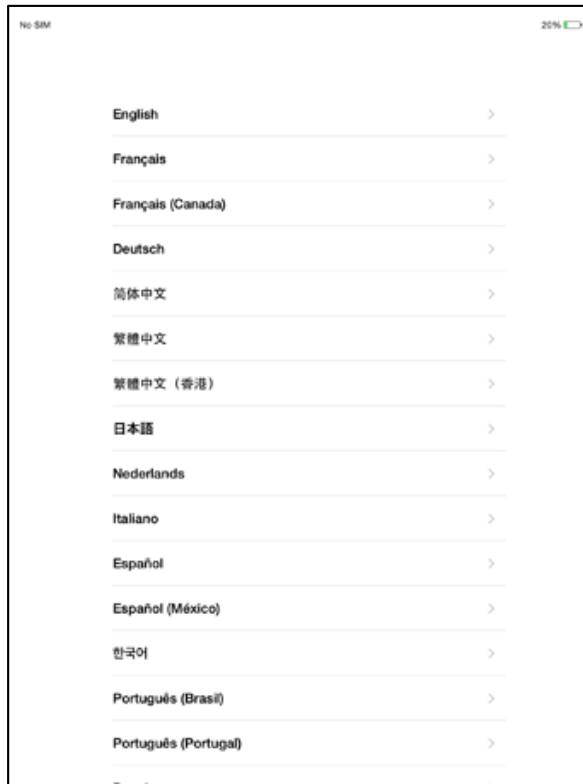 No SIM 20%
English
Français
Français (Canada)
Deutsch
简体中文
繁體中文
繁體中文（香港）
日本語
Nederlands
Italiano
Español
Español (México)
한국어
Português (Brasil)
Português (Portugal)